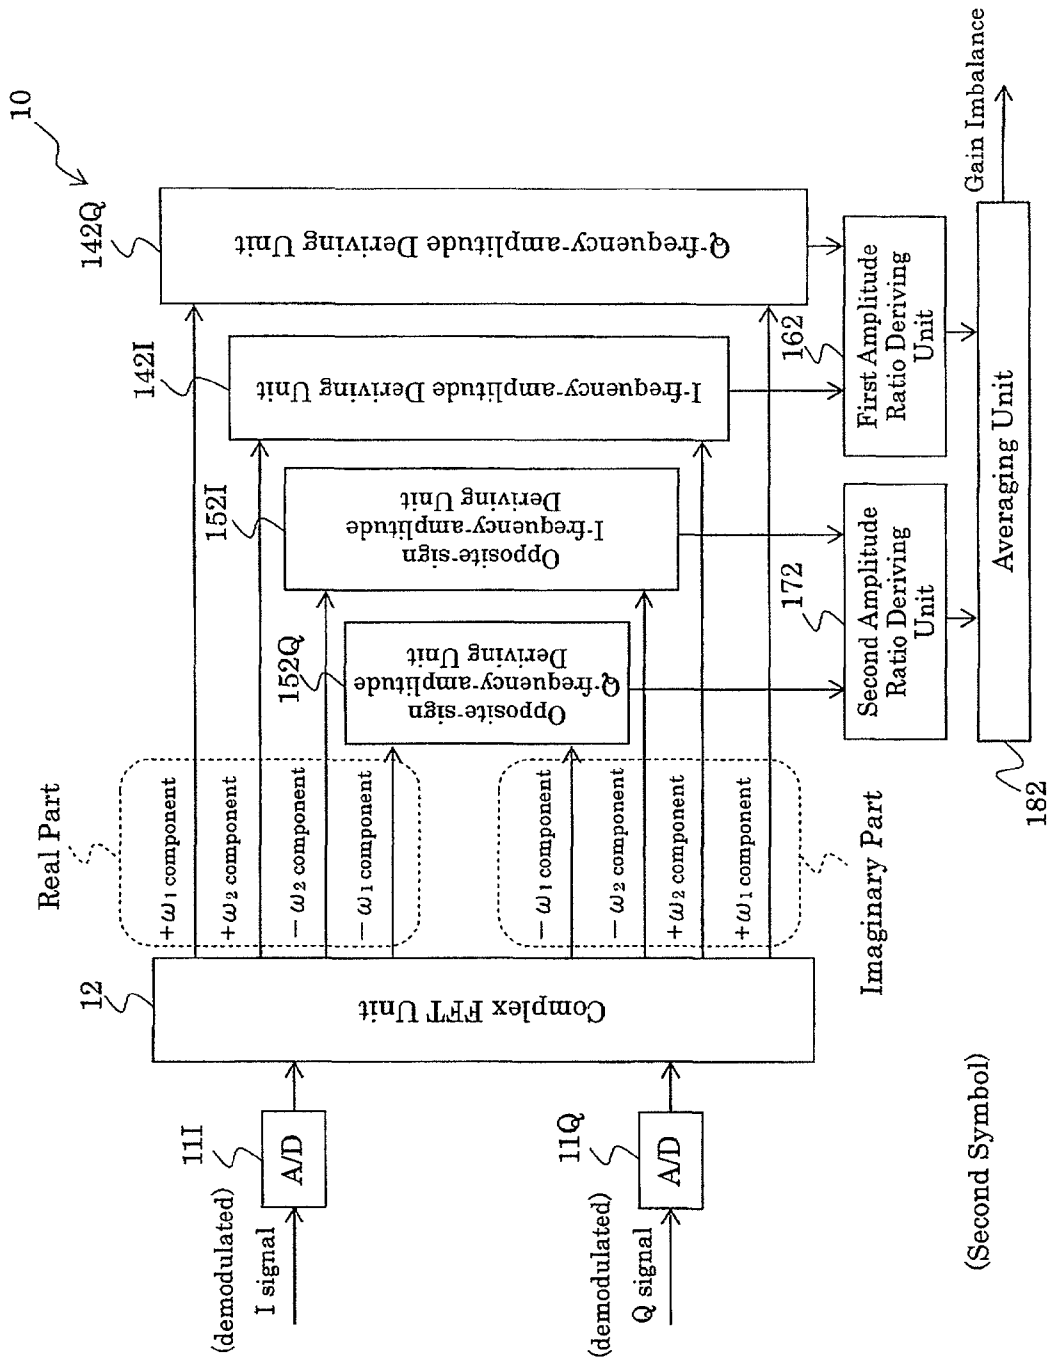 10
142Q
Q-frequency-amplitude Deriving Unit
142I
I-frequency-amplitude Deriving Unit
152I
Opposite-sign
I-frequency-amplitude
Deriving Unit
152Q
Opposite-sign
Q-frequency-amplitude
Deriving Unit
162
First Amplitude
Ratio Deriving
Unit
172
Second Amplitude
Ratio Deriving
Unit
Averaging Unit
182
Gain Imbalance
Real Part
+ω1 component
+ω2 component
−ω2 component
−ω1 component
−ω1 component
−ω2 component
+ω2 component
+ω1 component
Imaginary Part
12
Complex FFT Unit
11I
A/D
(demodulated)
I signal
11Q
A/D
(demodulated)
Q signal
(Second Symbol)